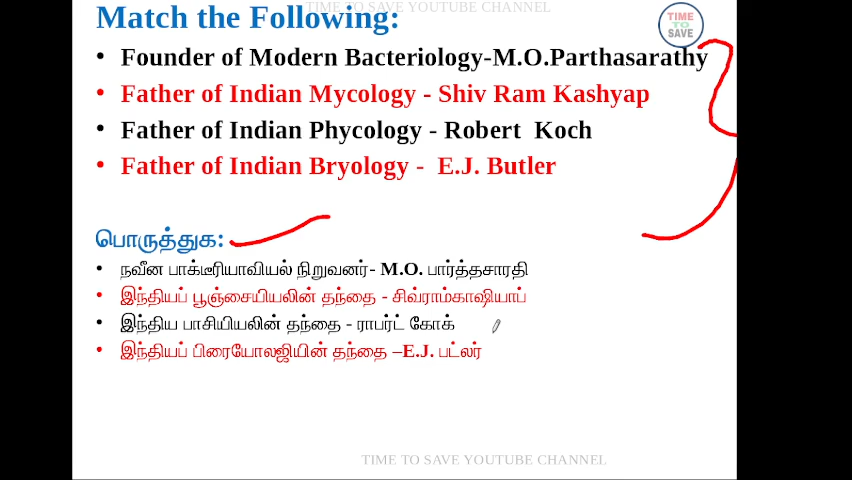 TIME TO SAVE YOUTUBE CHANNEL
Match the Following:
TIME
TO
SAVE
• Founder of Modern Bacteriology-M.O.Parthasarathy
• Father of Indian Mycology - Shiv Ram Kashyap
• Father of Indian Phycology - Robert Koch
• Father of Indian Bryology - E.J. Butler
பொருத்துக:
• நவீன பாக்டீரியாவியல் நிறுவனர்- M.O. பார்த்தசாரதி
• இந்தியப் பூஞ்சையியலின் தந்தை - சிவ்ராம்காஷியாப்
• இந்திய பாசியியலின் தந்தை - ராபர்ட் கோக்
• இந்தியப் பிரையோலஜியின் தந்தை –E.J. பட்லர்
TIME TO SAVE YOUTUBE CHANNEL